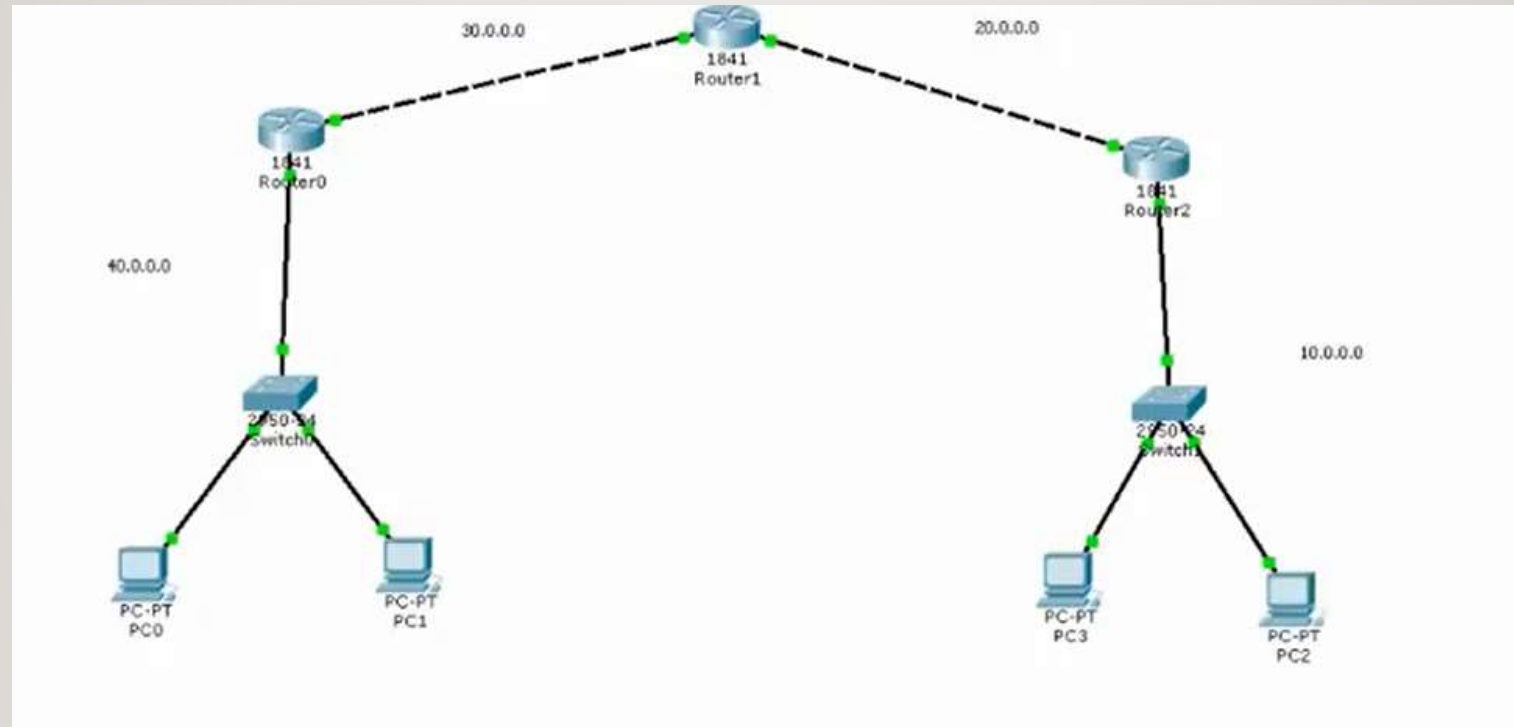 30.0.0.0
20.0.0.0
1841
Router1
1841
Router0
1841
Router2
40.0.0.0
10.0.0.0
2950-24
Switch0
2950-24
Switch1
PC-PT
PC0
PC-PT
PC1
PC-PT
PC3
PC-PT
PC2